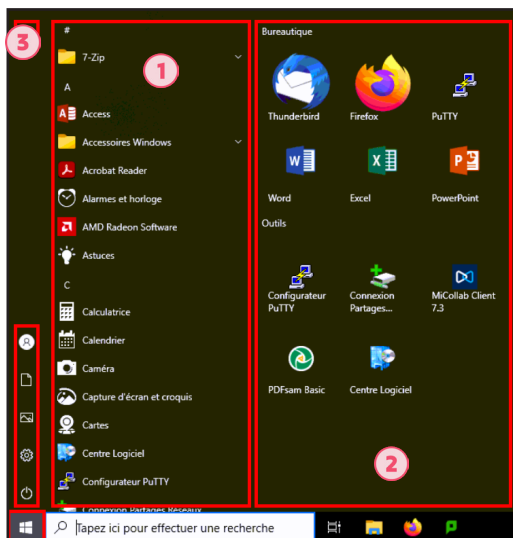 3
#
7-Zip
1
A
Access
Accessoires Windows
Acrobat Reader
Alarmes et horloge
AMD Radeon Software
Astuces
C
Calculatrice
Calendrier
Caméra
Capture d'écran et croquis
Cartes
Centre Logiciel
Configurateur PuTTY
Connexion Partages Réseaux
Bureautique
Thunderbird Firefox PuTTY
Word Excel PowerPoint
Outils
Configurateur PuTTY
Connexion Partages...
MiCollab Client 7.3
PDFsam Basic Centre Logiciel
2
Tapez ici pour effectuer une recherche